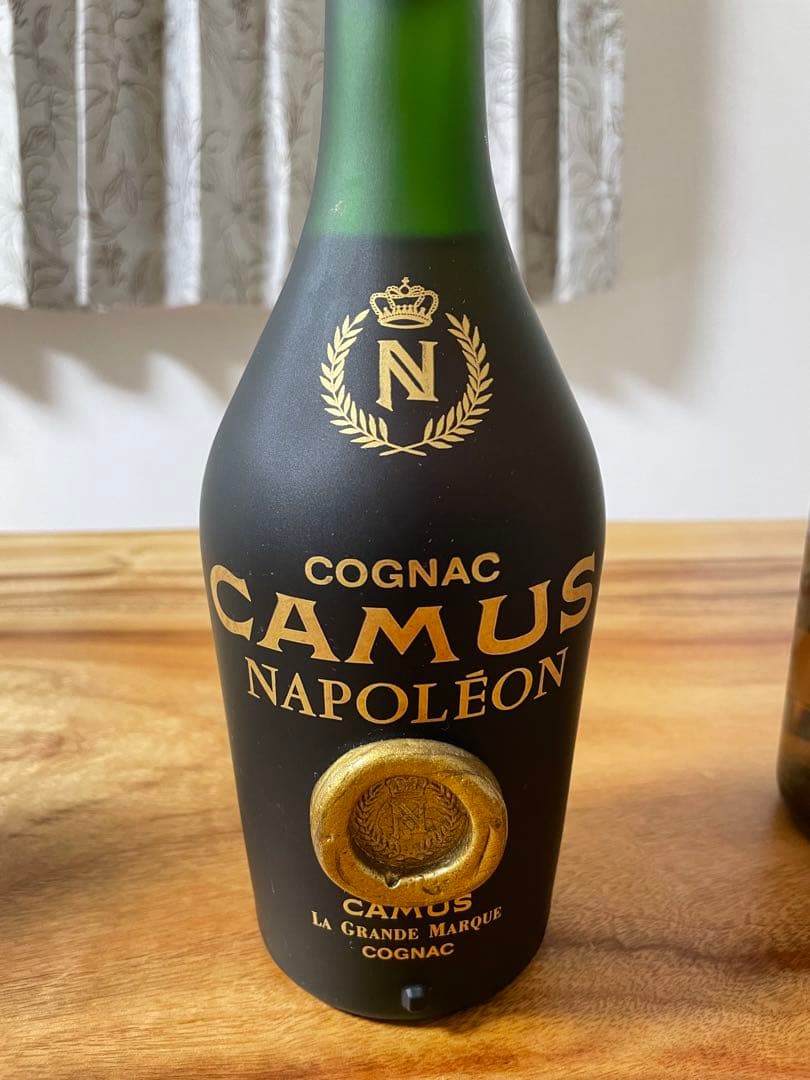 N
COGNAC
CAMUS
NAPOLÉON
N
CAMUS
LA GRANDE MARQUE
COGNAC